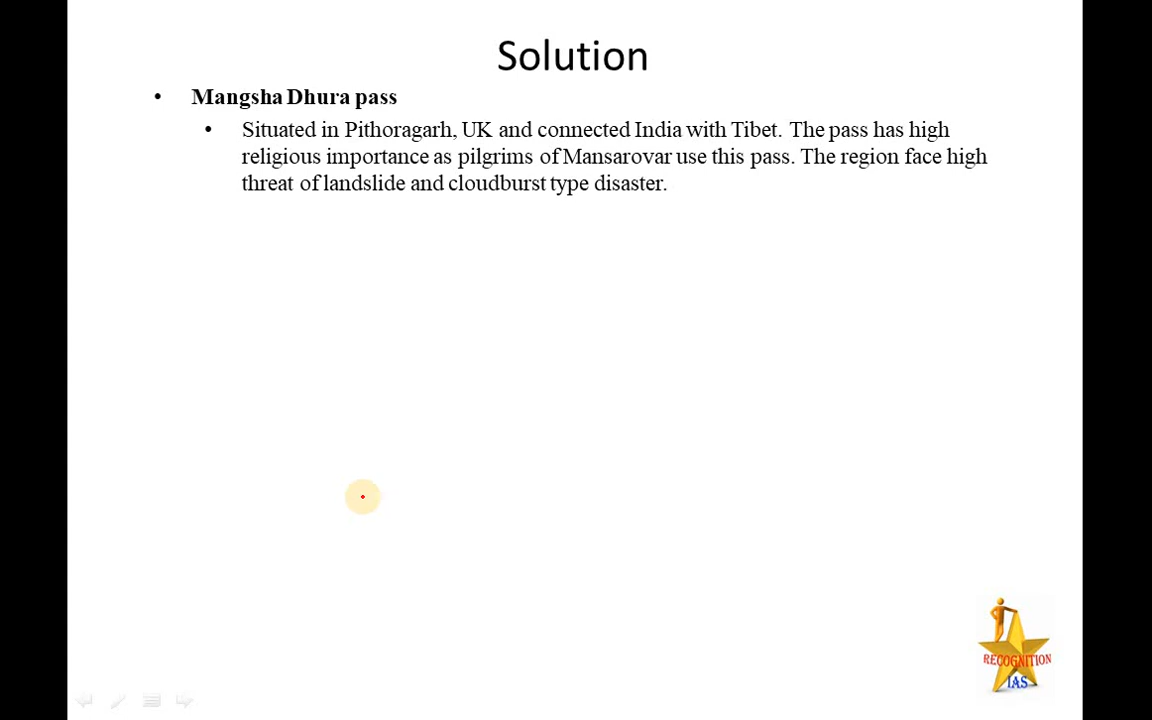 Solution
• Mangsha Dhura pass
• Situated in Pithoragarh, UK and connected India with Tibet. The pass has high
religious importance as pilgrims of Mansarovar use this pass. The region face high
threat of landslide and cloudburst type disaster.
RECOGNITION
IAS